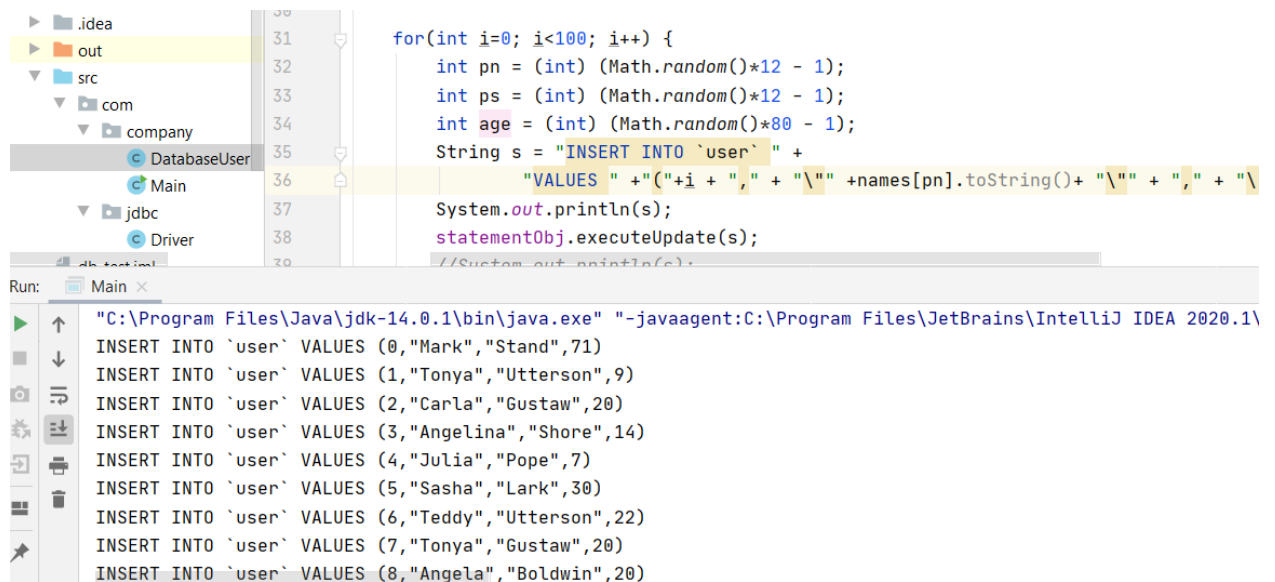 .idea
out
src
com
company
DatabaseUser
Main
jdbc
Driver
31 for(int i=0; i<100; i++) {
32 int pn = (int) (Math.random()*12 - 1);
33 int ps = (int) (Math.random()*12 - 1);
34 int age = (int) (Math.random()*80 - 1);
35 String s = "INSERT INTO `user` " +
36 "VALUES " +"("+i + "," + "\"" +names[pn].toString()+ "\"" + "," + "\
37 System.out.println(s);
38 statementObj.executeUpdate(s);
39 //System.out.println(s);
Run: Main ×
"C:\Program Files\Java\jdk-14.0.1\bin\java.exe" "-javaagent:C:\Program Files\JetBrains\IntelliJ IDEA 2020.1\
INSERT INTO `user` VALUES (0,"Mark","Stand",71)
INSERT INTO `user` VALUES (1,"Tonya","Utterson",9)
INSERT INTO `user` VALUES (2,"Carla","Gustaw",20)
INSERT INTO `user` VALUES (3,"Angelina","Shore",14)
INSERT INTO `user` VALUES (4,"Julia","Pope",7)
INSERT INTO `user` VALUES (5,"Sasha","Lark",30)
INSERT INTO `user` VALUES (6,"Teddy","Utterson",22)
INSERT INTO `user` VALUES (7,"Tonya","Gustaw",20)
INSERT INTO `user` VALUES (8,"Angela","Boldwin",20)